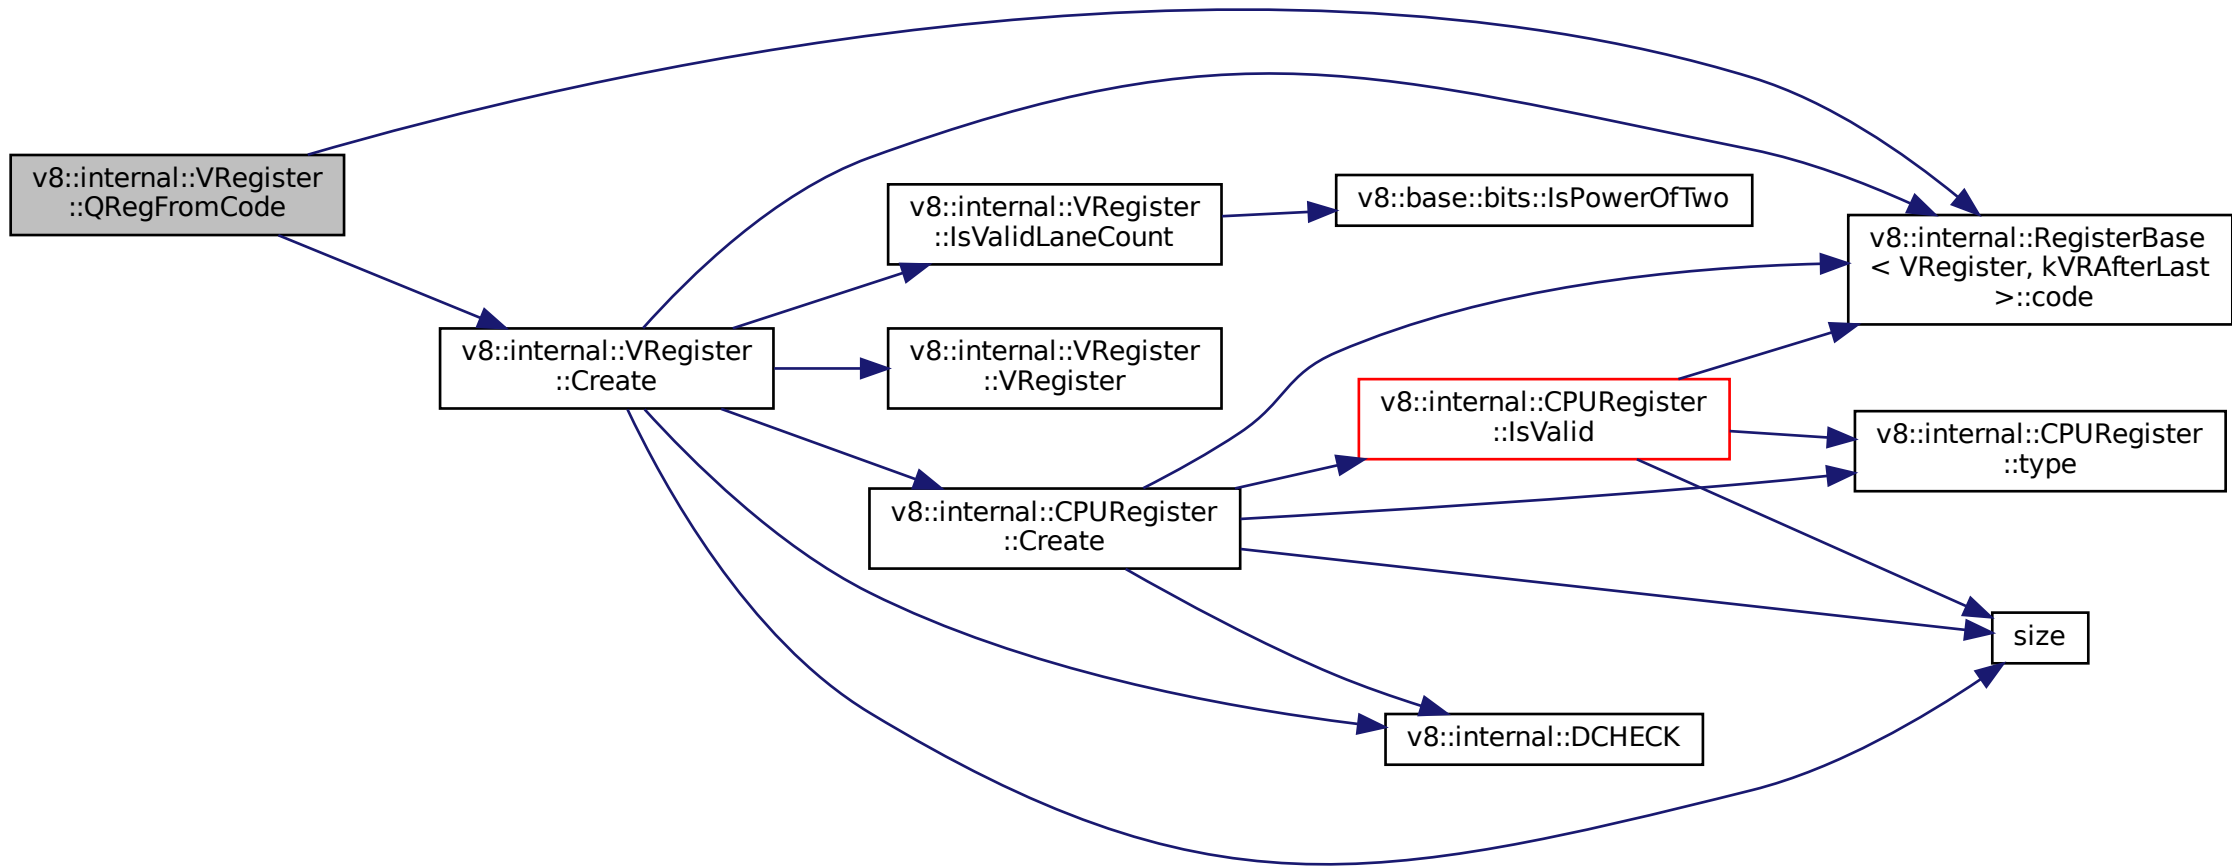 v8::internal::VRegister
::QRegFromCode
v8::internal::VRegister
::Create
v8::internal::VRegister
::IsValidLaneCount
v8::internal::VRegister
::VRegister
v8::internal::CPURegister
::Create
v8::base::bits::IsPowerOfTwo
v8::internal::CPURegister
::IsValid
v8::internal::DCHECK
v8::internal::RegisterBase
< VRegister, kVRAfterLast
>::code
v8::internal::CPURegister
::type
size